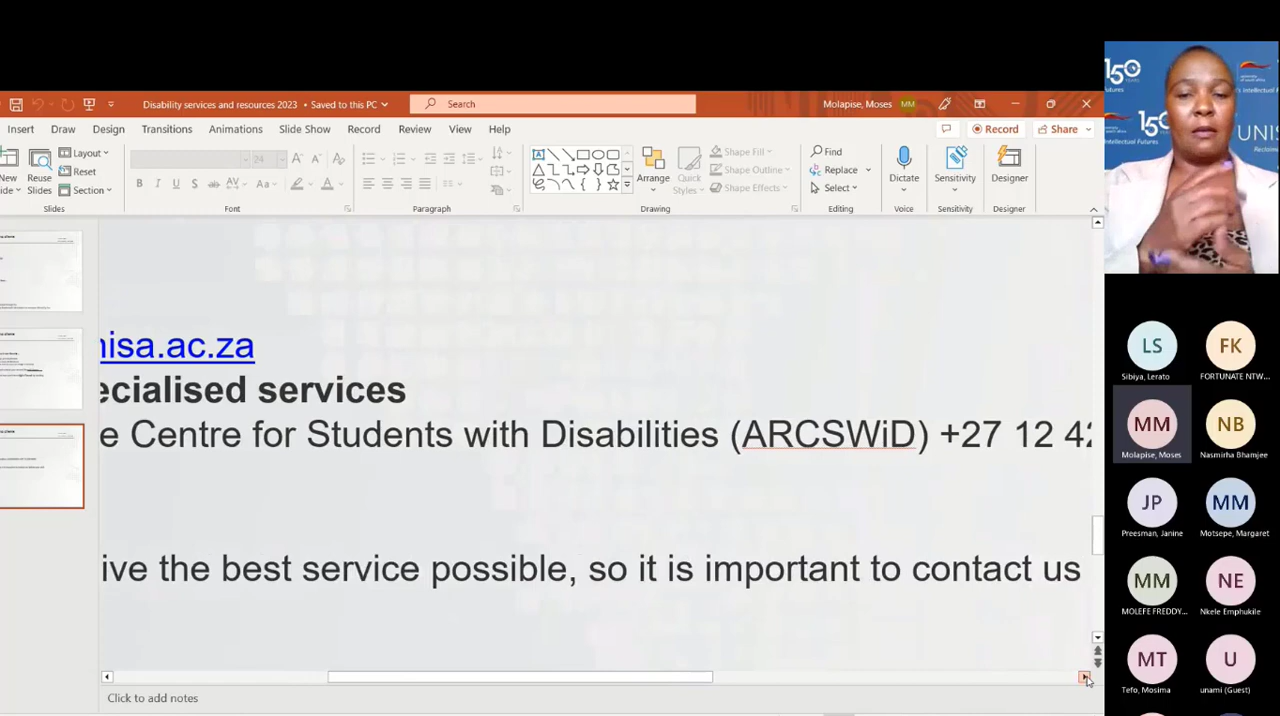 Disability services and resources 2023 • Saved to this PC
Search
Molapise, Moses MM
Insert Draw Design Transitions Animations Slide Show Record Review View Help
Record Share
New Slide
Reuse Slides
Layout
Reset
Section
24
Shape Fill
Shape Outline
Shape Effects
Arrange
Quick Styles
Find
Replace
Select
Dictate
Sensitivity
Designer
Slides Font Paragraph Drawing Editing Voice Sensitivity Designer
nisa.ac.za
ecialised services
e Centre for Students with Disabilities (ARCSWiD) +27 12 42
ive the best service possible, so it is important to contact us
Click to add notes
150
YEARS
150
UNIS
LS
Sibiya, Lerato
FK
FORTUNATE NTW...
MM
Molapise, Moses
NB
Nasmirha Bhamjee
JP
Preesman, Janine
MM
Motsepe, Margaret
MM
MOLEFE FREDDY...
NE
Nkele Emphukile
MT
Tefo, Mosima
U
unami (Guest)